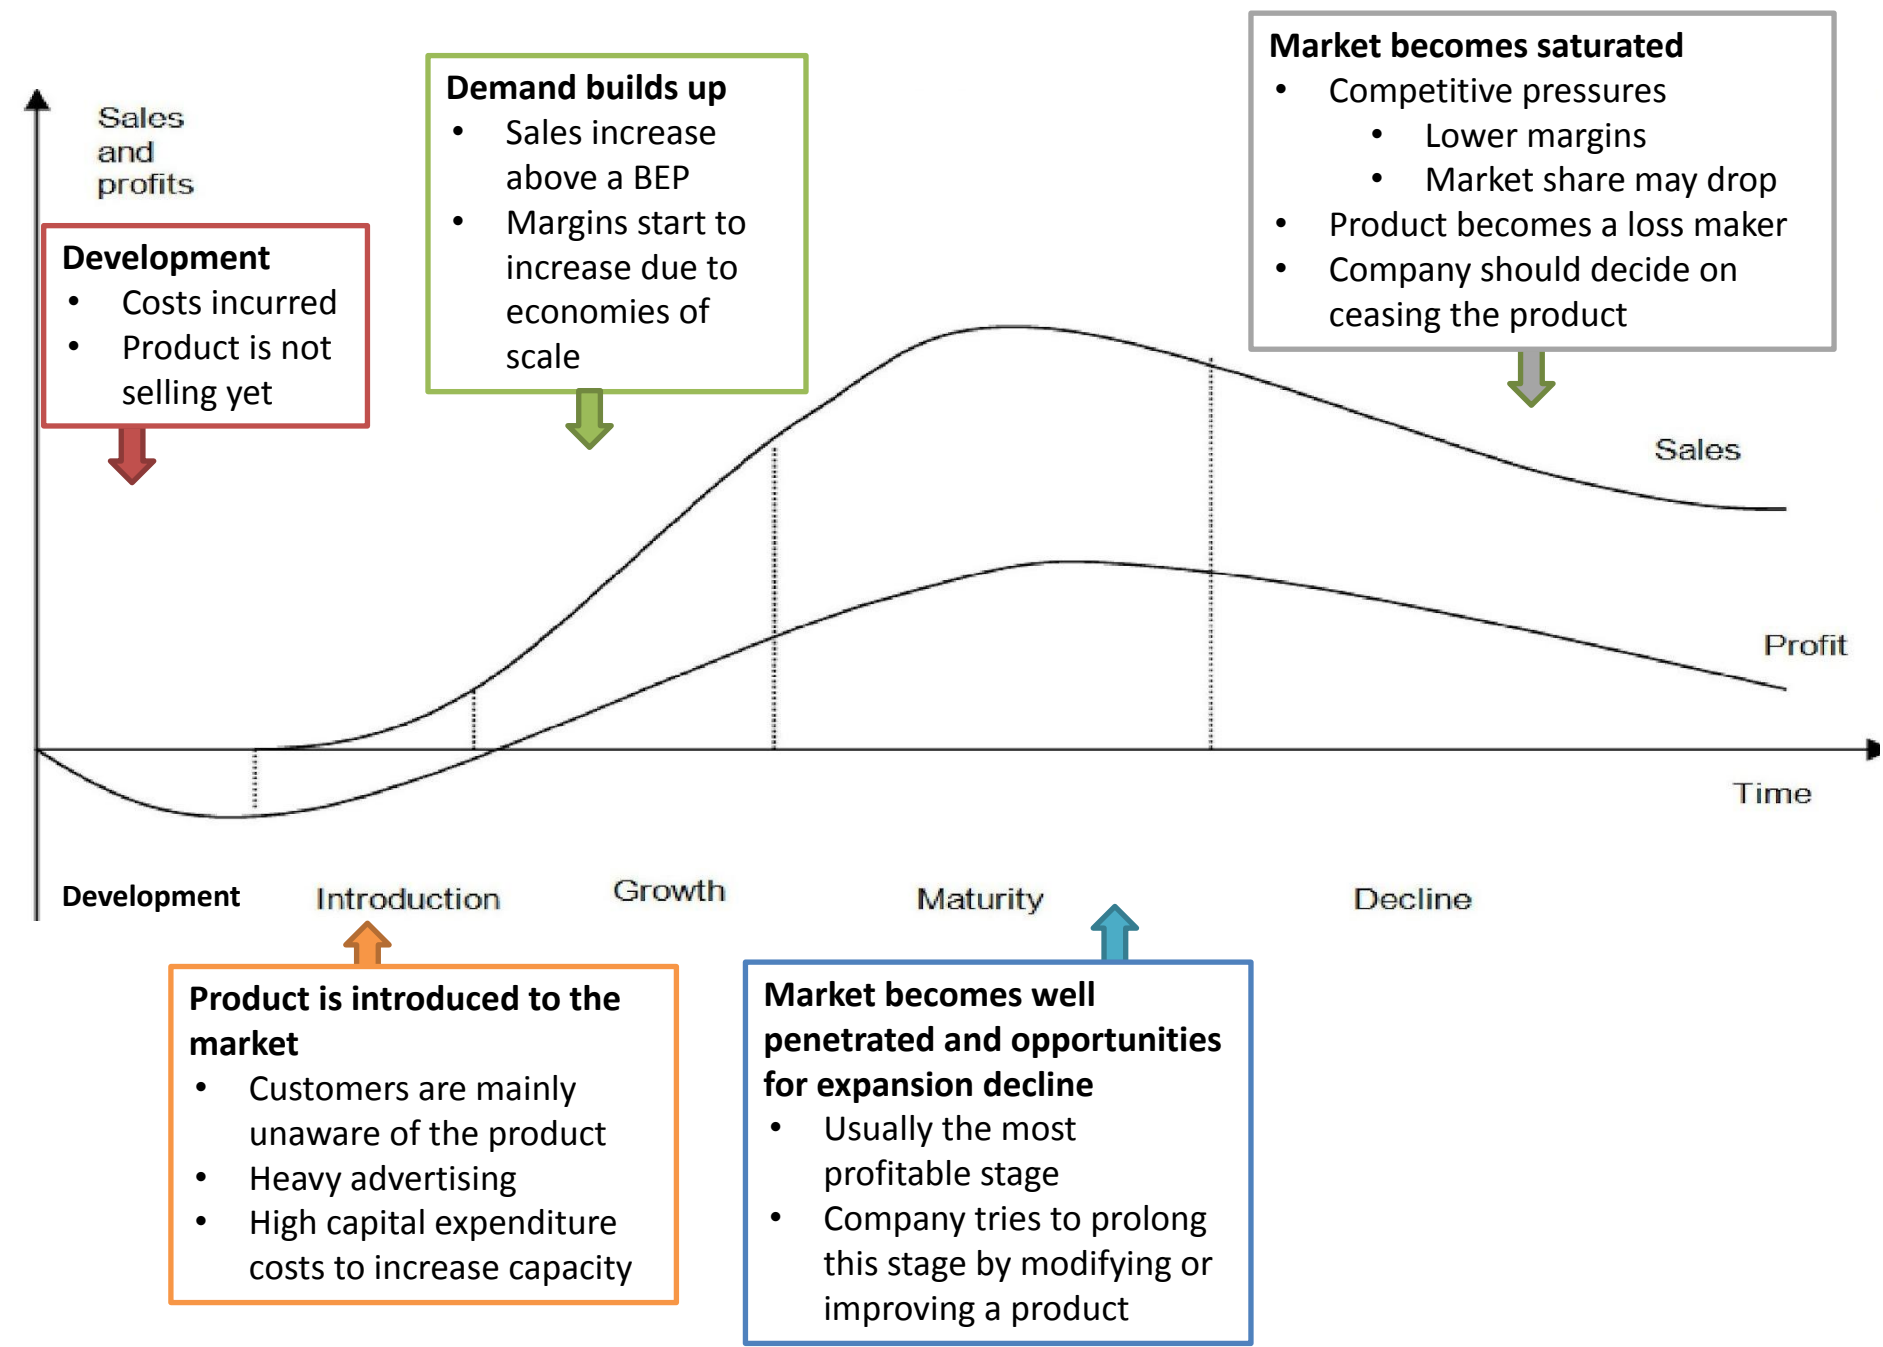 Sales
and
profits
Development
• Costs incurred
• Product is not
selling yet
Demand builds up
• Sales increase
above a BEP
• Margins start to
increase due to
economies of
scale
Market becomes saturated
• Competitive pressures
• Lower margins
• Market share may drop
• Product becomes a loss maker
• Company should decide on
ceasing the product
Sales
Profit
Time
Development
Introduction
Growth
Maturity
Decline
Product is introduced to the
market
• Customers are mainly
unaware of the product
• Heavy advertising
• High capital expenditure
costs to increase capacity
Market becomes well
penetrated and opportunities
for expansion decline
• Usually the most
profitable stage
• Company tries to prolong
this stage by modifying or
improving a product